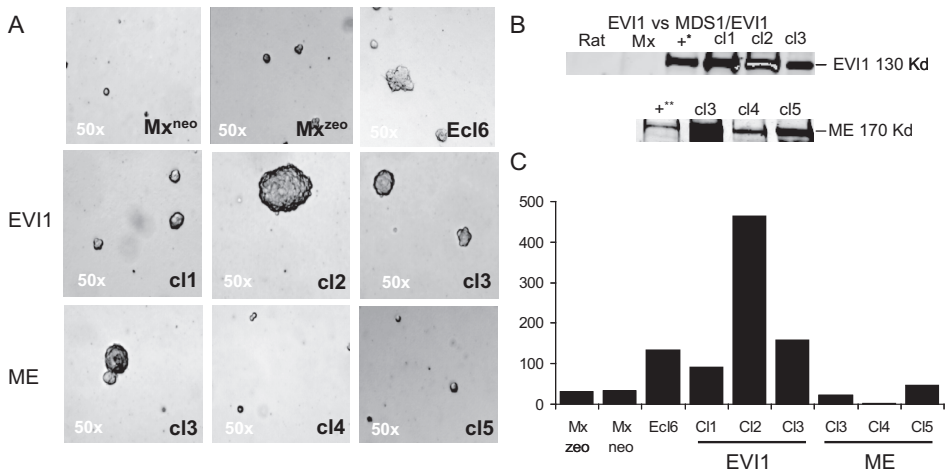 A
50x
Mxneo
50x
Mxzeo
50x
Ecl6
EVI1
50x
cl1
50x
cl2
50x
cl3
ME
50x
cl3
50x
cl4
50x
cl5
B
EVI1 vs MDS1/EVI1
Rat Mx +* cl1 cl2 cl3
EVI1 130 Kd
+** cl3 cl4 cl5
ME 170 Kd
C
500
400
300
200
100
0
Mx zeo
Mx neo
Ecl6
Cl1 Cl2 Cl3
Cl3 Cl4 Cl5
EVI1 ME